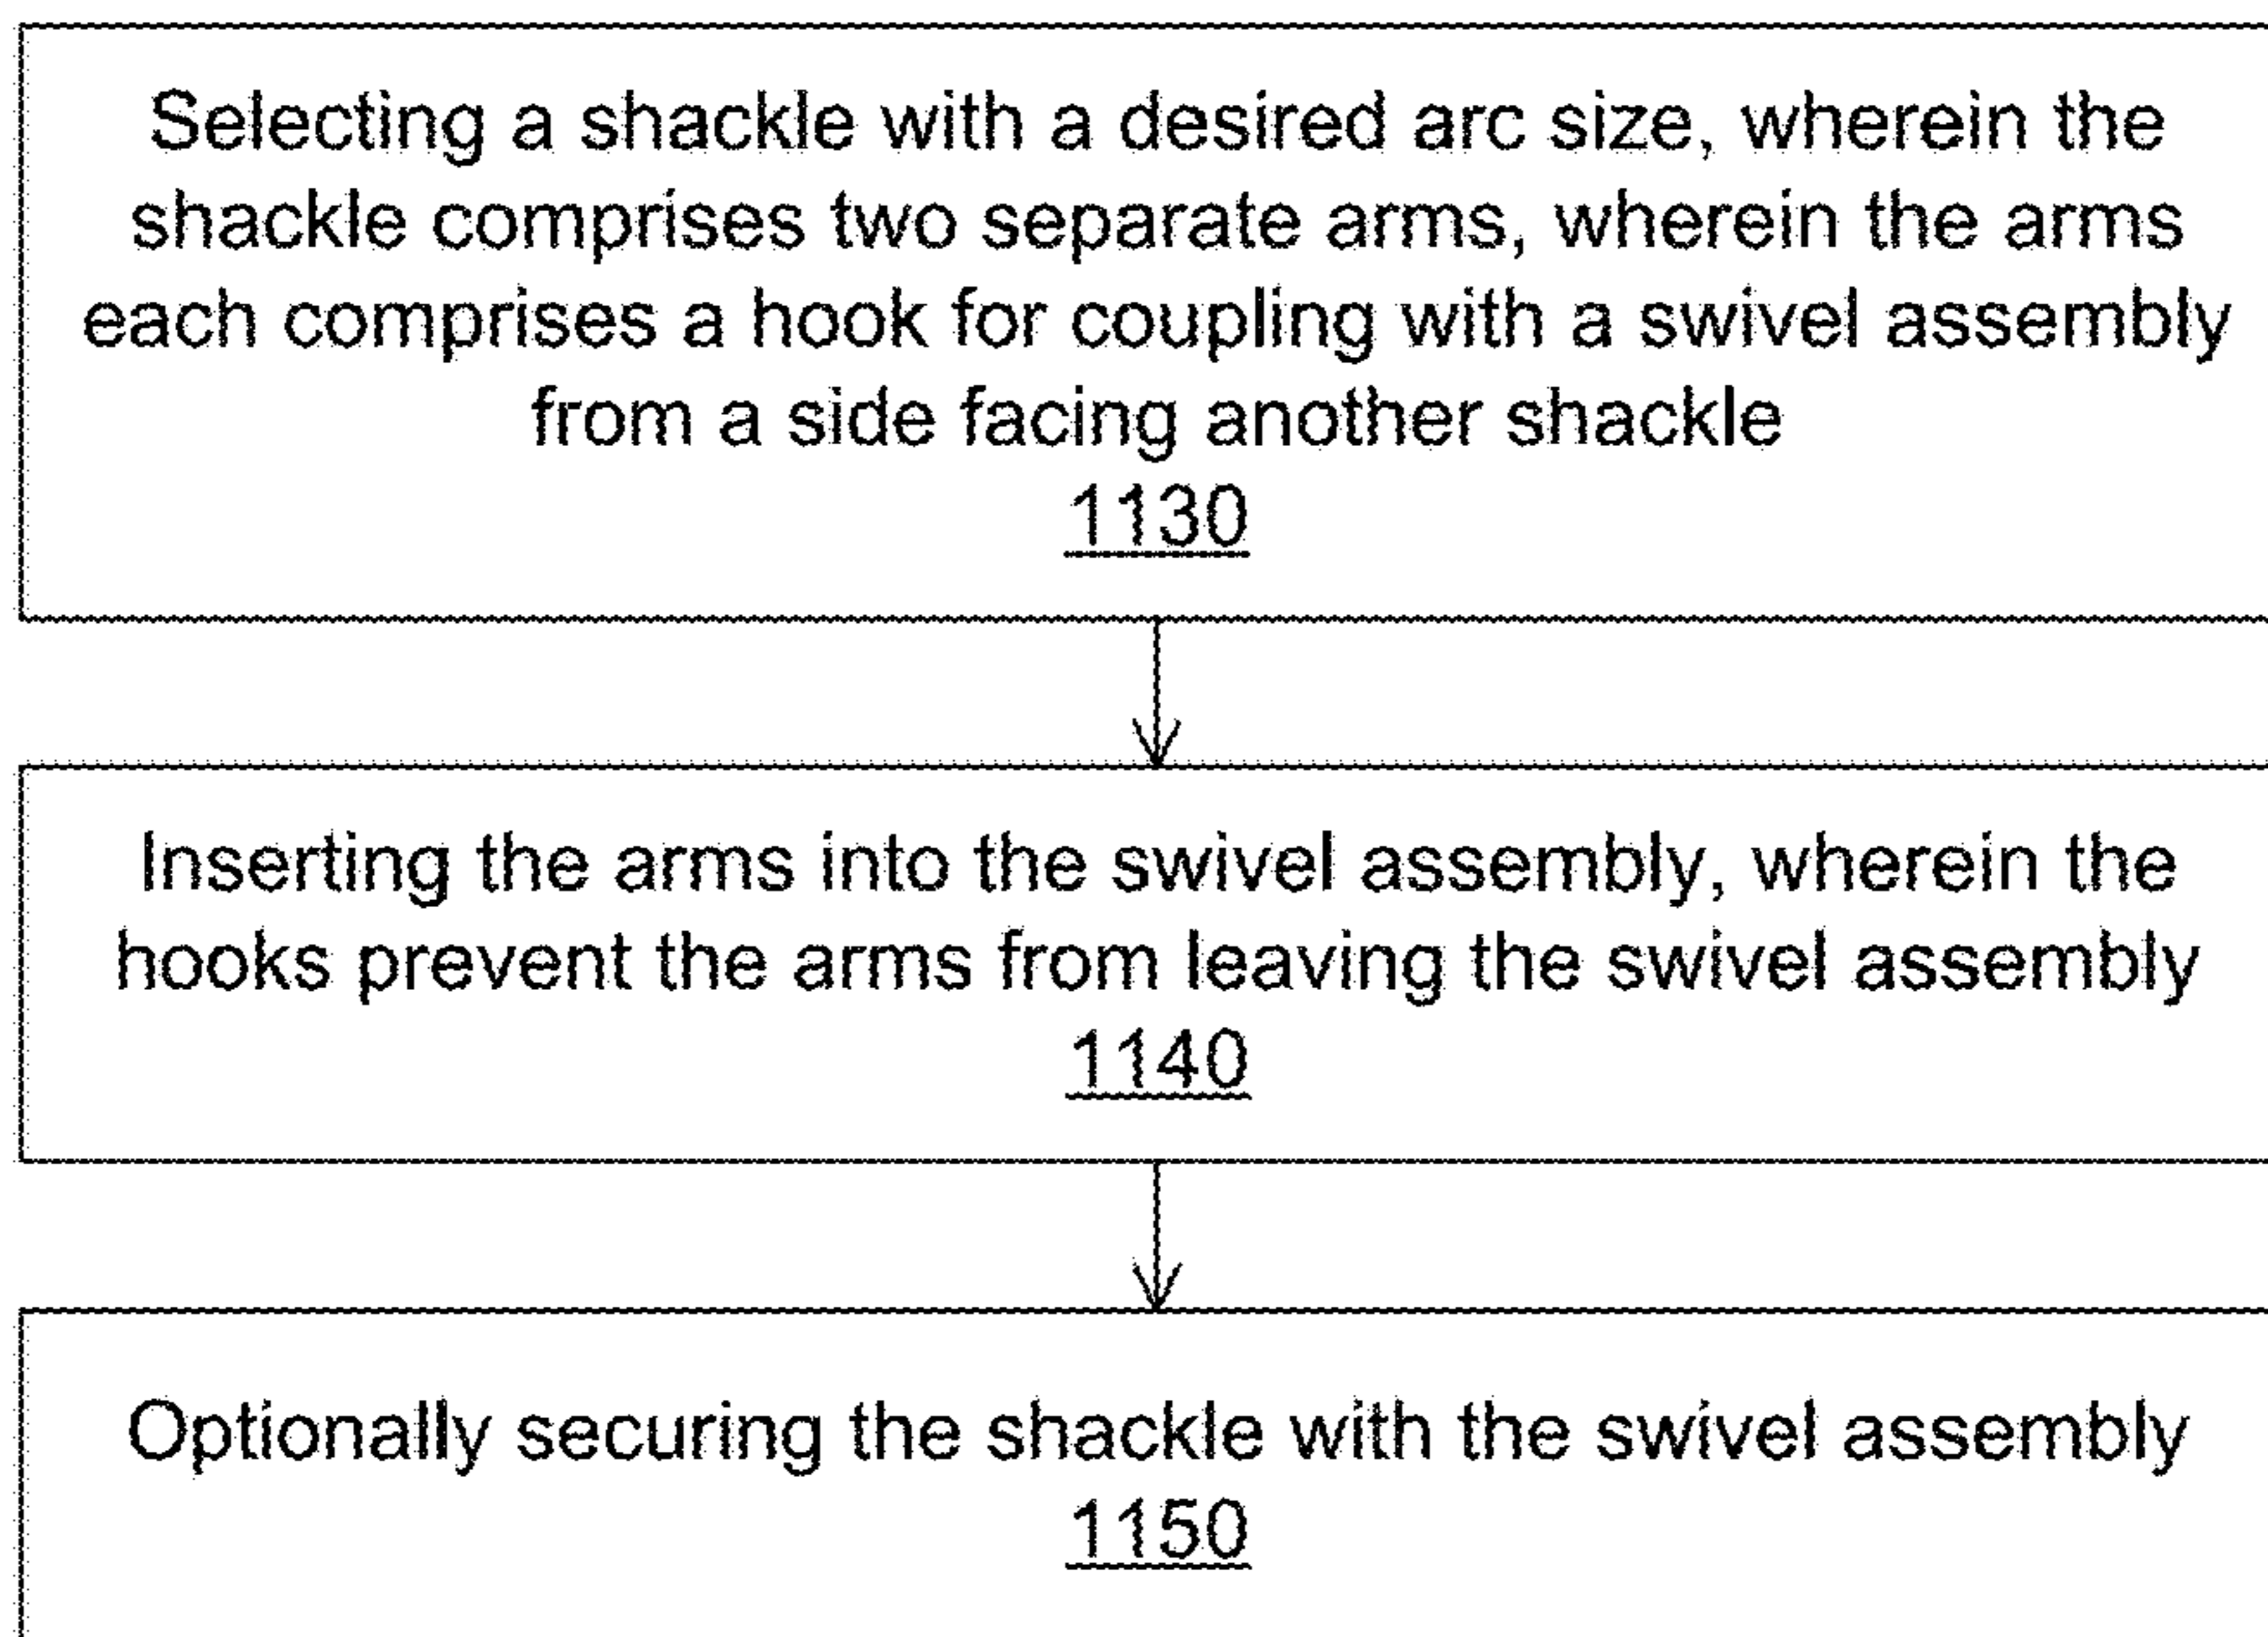 Selecting a shackle with a desired arc size, wherein the
shackle comprises two separate arms, wherein the arms
each comprises a hook for coupling with a swivel assembly
from a side facing another shackle
1130
Inserting the arms into the swivel assembly, wherein the
hooks prevent the arms from leaving the swivel assembly
1140
Optionally securing the shackle with the swivel assembly
1150